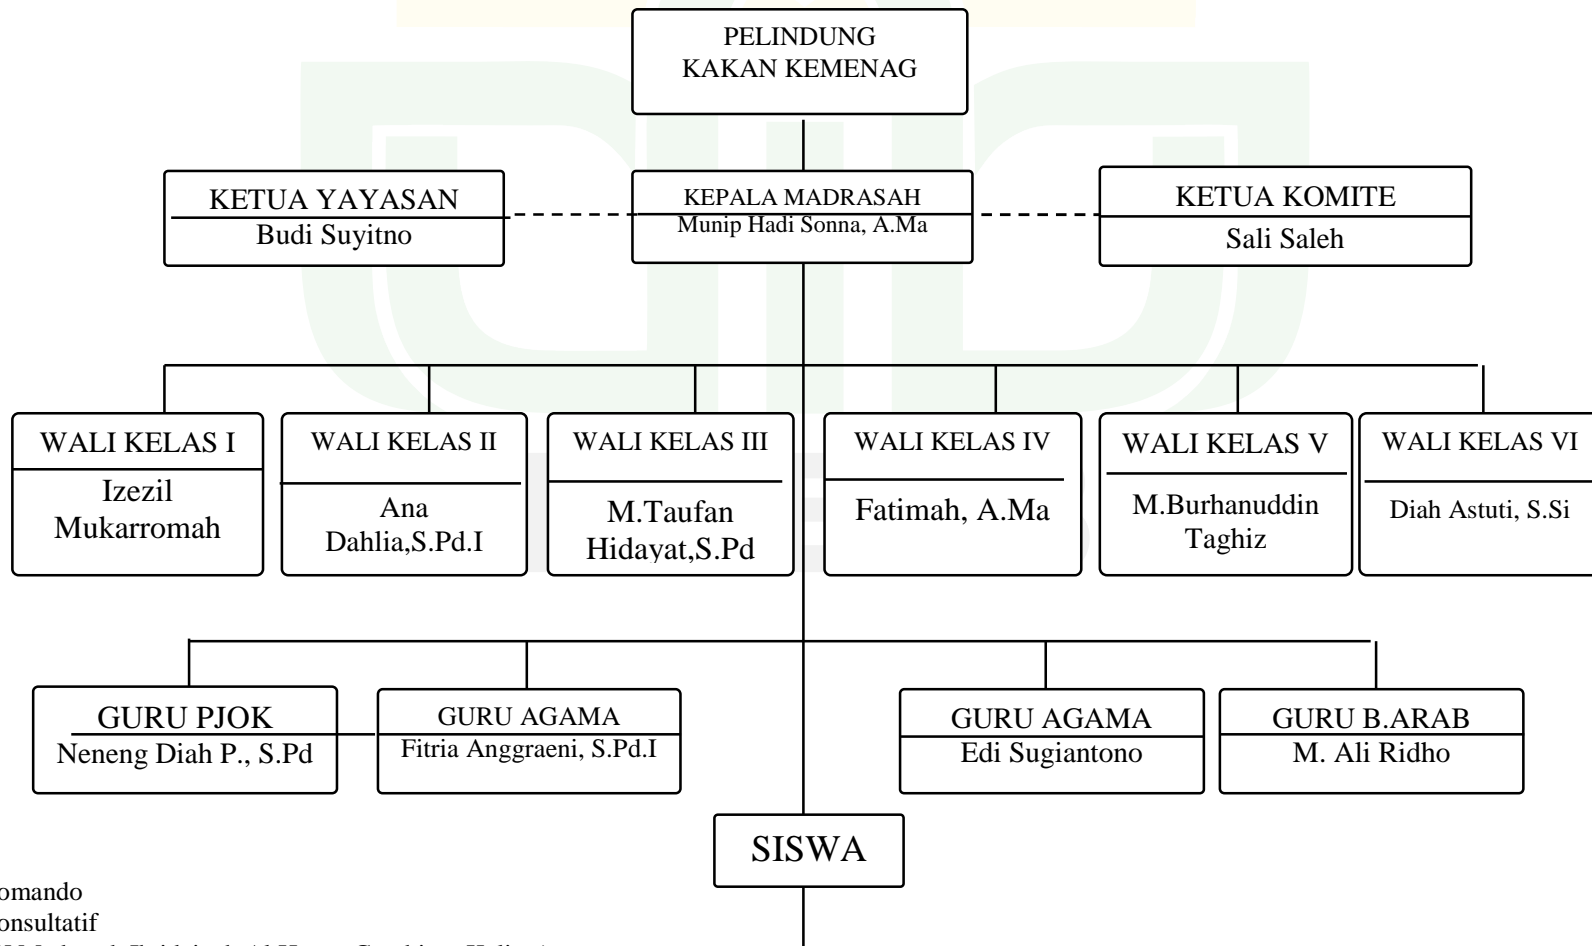 PELINDUNG
KAKAN KEMENAG
KETUA YAYASAN
Budi Suyitno
KEPALA MADRASAH
Munip Hadi Sonna, A.Ma
KETUA KOMITE
Sali Saleh
WALI KELAS I
Izezil
Mukarromah
WALI KELAS II
Ana
Dahlia,S.Pd.I
WALI KELAS III
M.Taufan
Hidayat,S.Pd
WALI KELAS IV
Fatimah, A.Ma
WALI KELAS V
M.Burhanuddin
Taghiz
WALI KELAS VI
Diah Astuti, S.Si
GURU PJOK
Neneng Diah P., S.Pd
GURU AGAMA
Fitria Anggraeni, S.Pd.I
GURU AGAMA
Edi Sugiantono
GURU B.ARAB
M. Ali Ridho
SISWA
omando
onsultatif